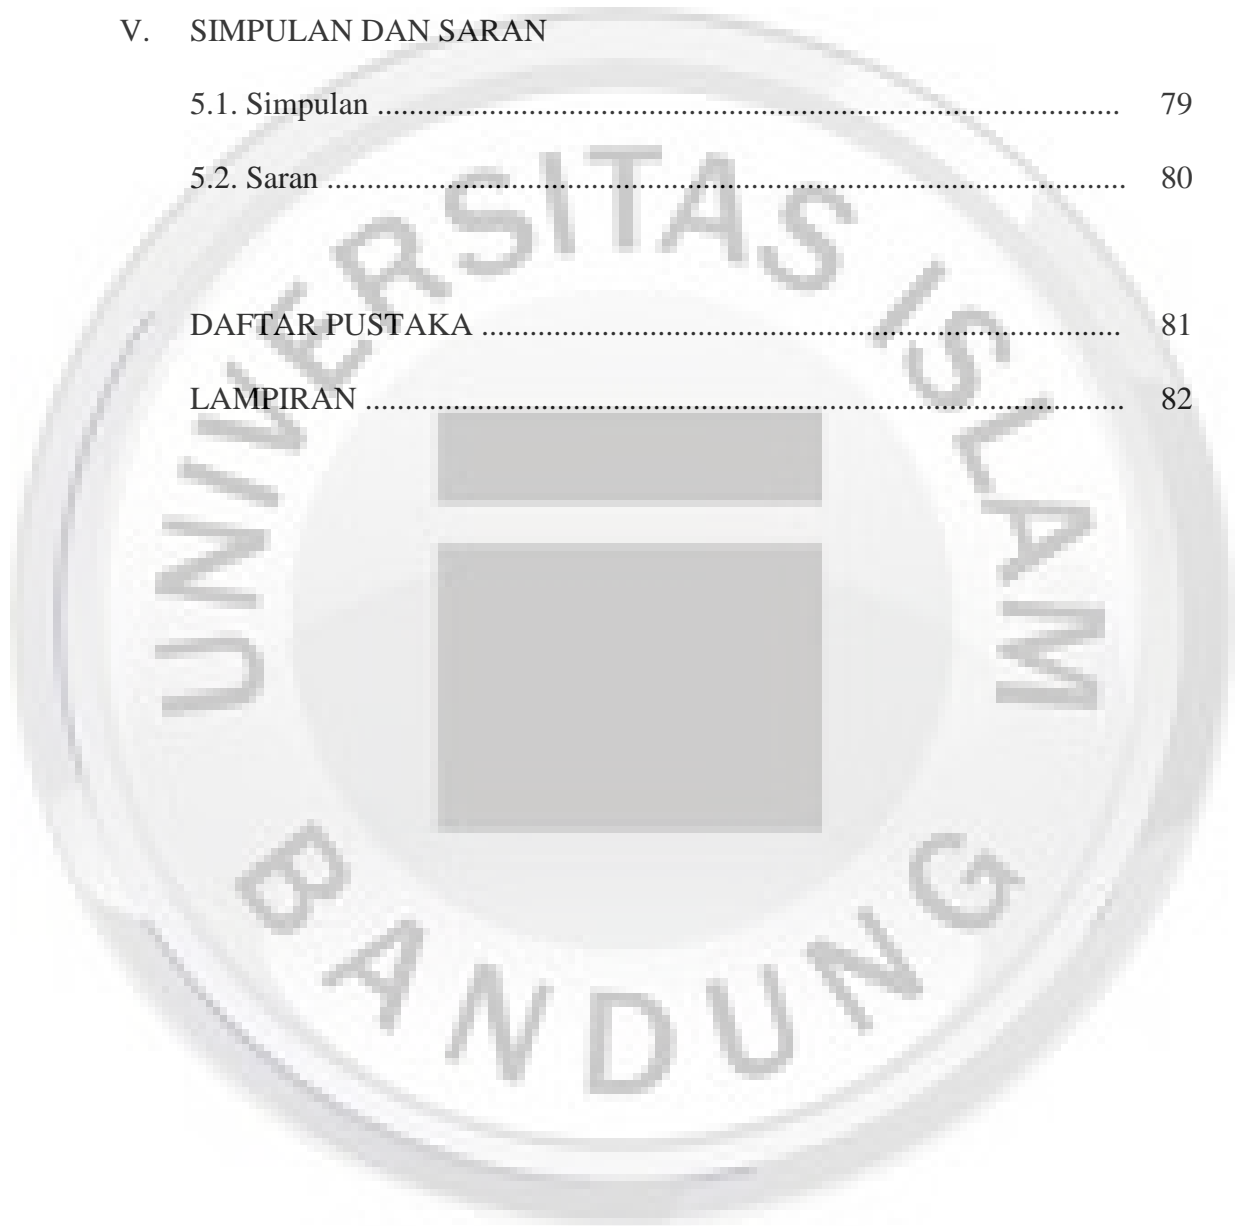 V. SIMPULAN DAN SARAN
5.1. Simpulan ............................................................................................. 79
5.2. Saran .................................................................................................... 80
DAFTAR PUSTAKA ................................................................................ 81
LAMPIRAN ............................................................................................... 82
UNIVERSITAS ISLAM
BANDUNG